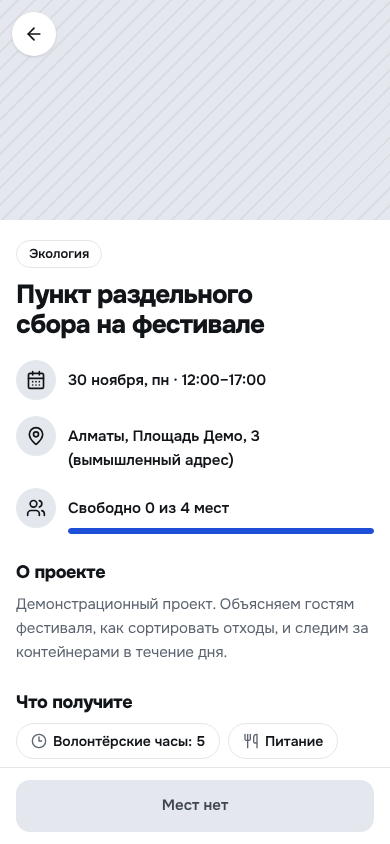 Экология
Пункт раздельного
сбора на фестивале
30 ноября, пн · 12:00–17:00
Алматы, Площадь Демо, 3
(вымышленный адрес)
Свободно 0 из 4 мест
О проекте
Демонстрационный проект. Объясняем гостям
фестиваля, как сортировать отходы, и следим за
контейнерами в течение дня.
Что получите
Волонтёрские часы: 5
Питание
Мест нет